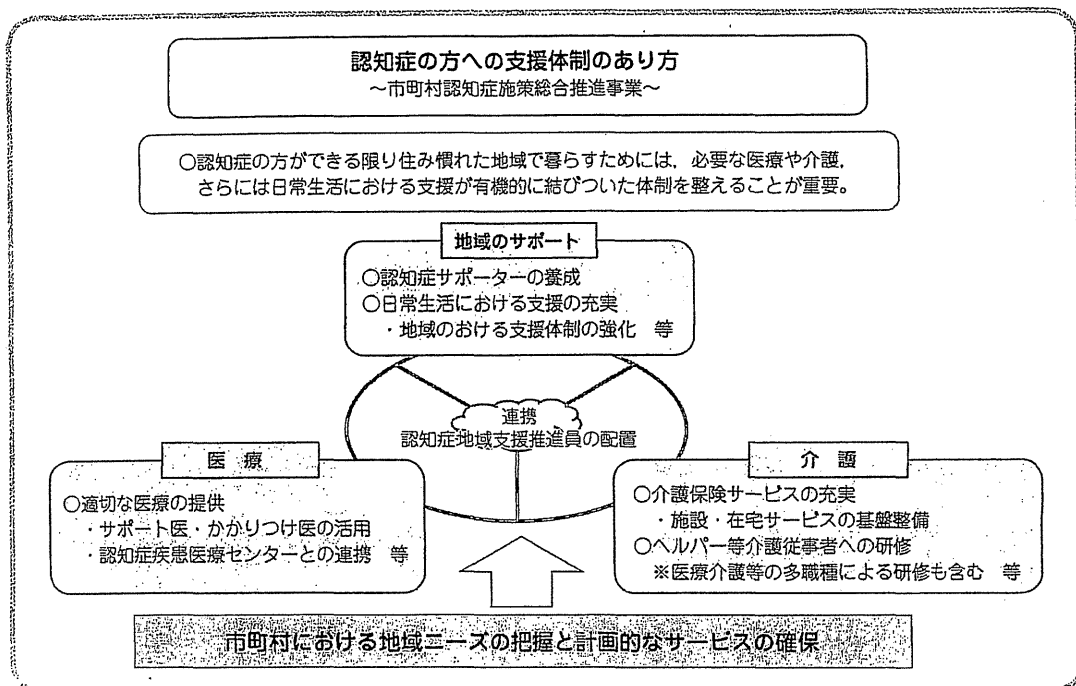 認知症の方への支援体制のあり方
～市町村認知症施策総合推進事業～
○認知症の方ができる限り住み慣れた地域で暮らすためには，必要な医療や介護，
さらには日常生活における支援が有機的に結びついた体制を整えることが重要。
地域のサポート
○認知症サポーターの養成
○日常生活における支援の充実
・地域のおける支援体制の強化　等
連携
認知症地域支援推進員の配置
医 療
○適切な医療の提供
・サポート医・かかりつけ医の活用
・認知症疾患医療センターとの連携　等
介 護
○介護保険サービスの充実
・施設・在宅サービスの基盤整備
○ヘルパー等介護従事者への研修
※医療介護等の多職種による研修も含む　等
市町村における地域ニーズの把握と計画的なサービスの確保